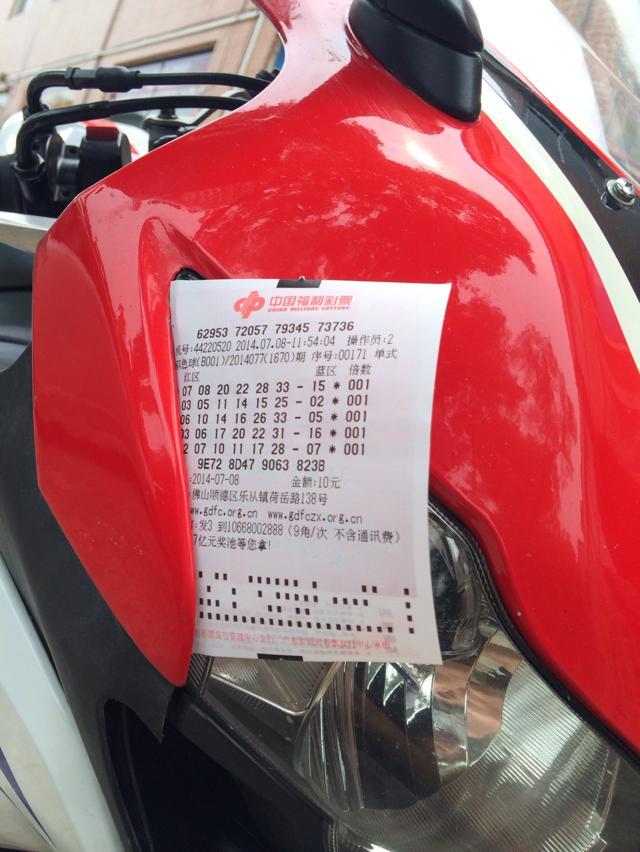 中国福利彩票
CHINA WELFARE LOTTERY
62953 72057 79345 73736
机号:44220520 2014.07.08-11:54:04 操作员:2
色球(B001)/2014077(1670)期 序号:00171 单式
红区 蓝区 倍数
07 08 20 22 28 33 - 15 * 001
03 05 11 14 15 25 - 02 * 001
06 10 14 16 26 33 - 05 * 001
03 06 17 20 22 31 - 16 * 001
2 07 10 11 17 28 - 07 * 001
9E72 8D47 9063 823B
:2014-07-08 金额:10元
:佛山顺德区乐从镇荷岳路138号
www.gdfc.org.cn www.gdfczx.org.cn
:发3 到10668002888 (9角/次 不含通讯费)
7亿元奖池等您拿!